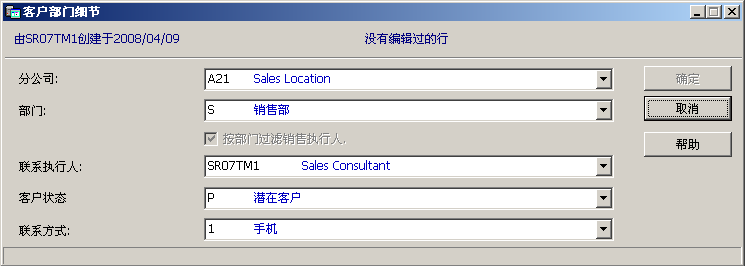 客户部门细节
由SR07TM1创建于2008/04/09 没有编辑过的行
分公司: A21 Sales Location 确定
部门: S 销售部 取消
按部门过滤销售执行人. 帮助
联系执行人: SR07TM1 Sales Consultant
客户状态 P 潜在客户
联系方式: 1 手机